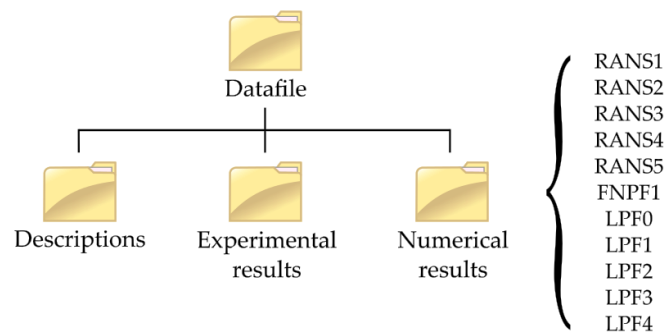 Datafile
Descriptions
Experimental
results
Numerical
results
RANS1
RANS2
RANS3
RANS4
RANS5
FNPF1
LPF0
LPF1
LPF2
LPF3
LPF4